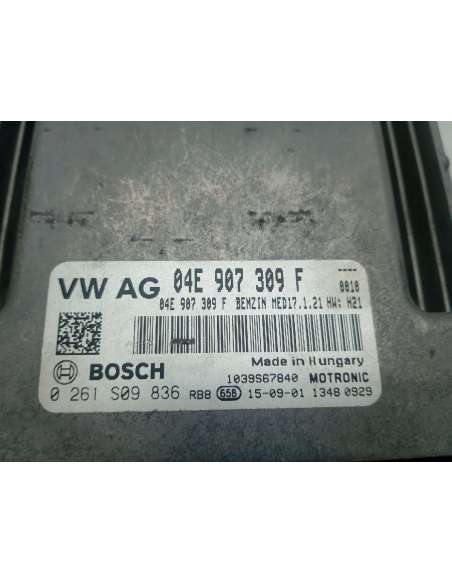 VW AG 04E 907 309 F ----
04E 907 309 F BENZIN MED17.1.21 HW: H21 0010
BOSCH Made in Hungary
1039S67840 MOTRONIC
0 261 S09 836 RB8 658 15-09-01 1348 0929